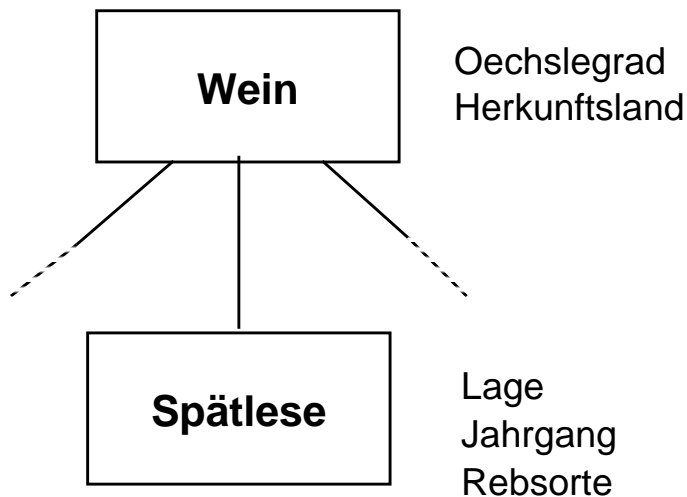 Wein
Oechslegrad
Herkunftsland
Spätlese
Lage
Jahrgang
Rebsorte